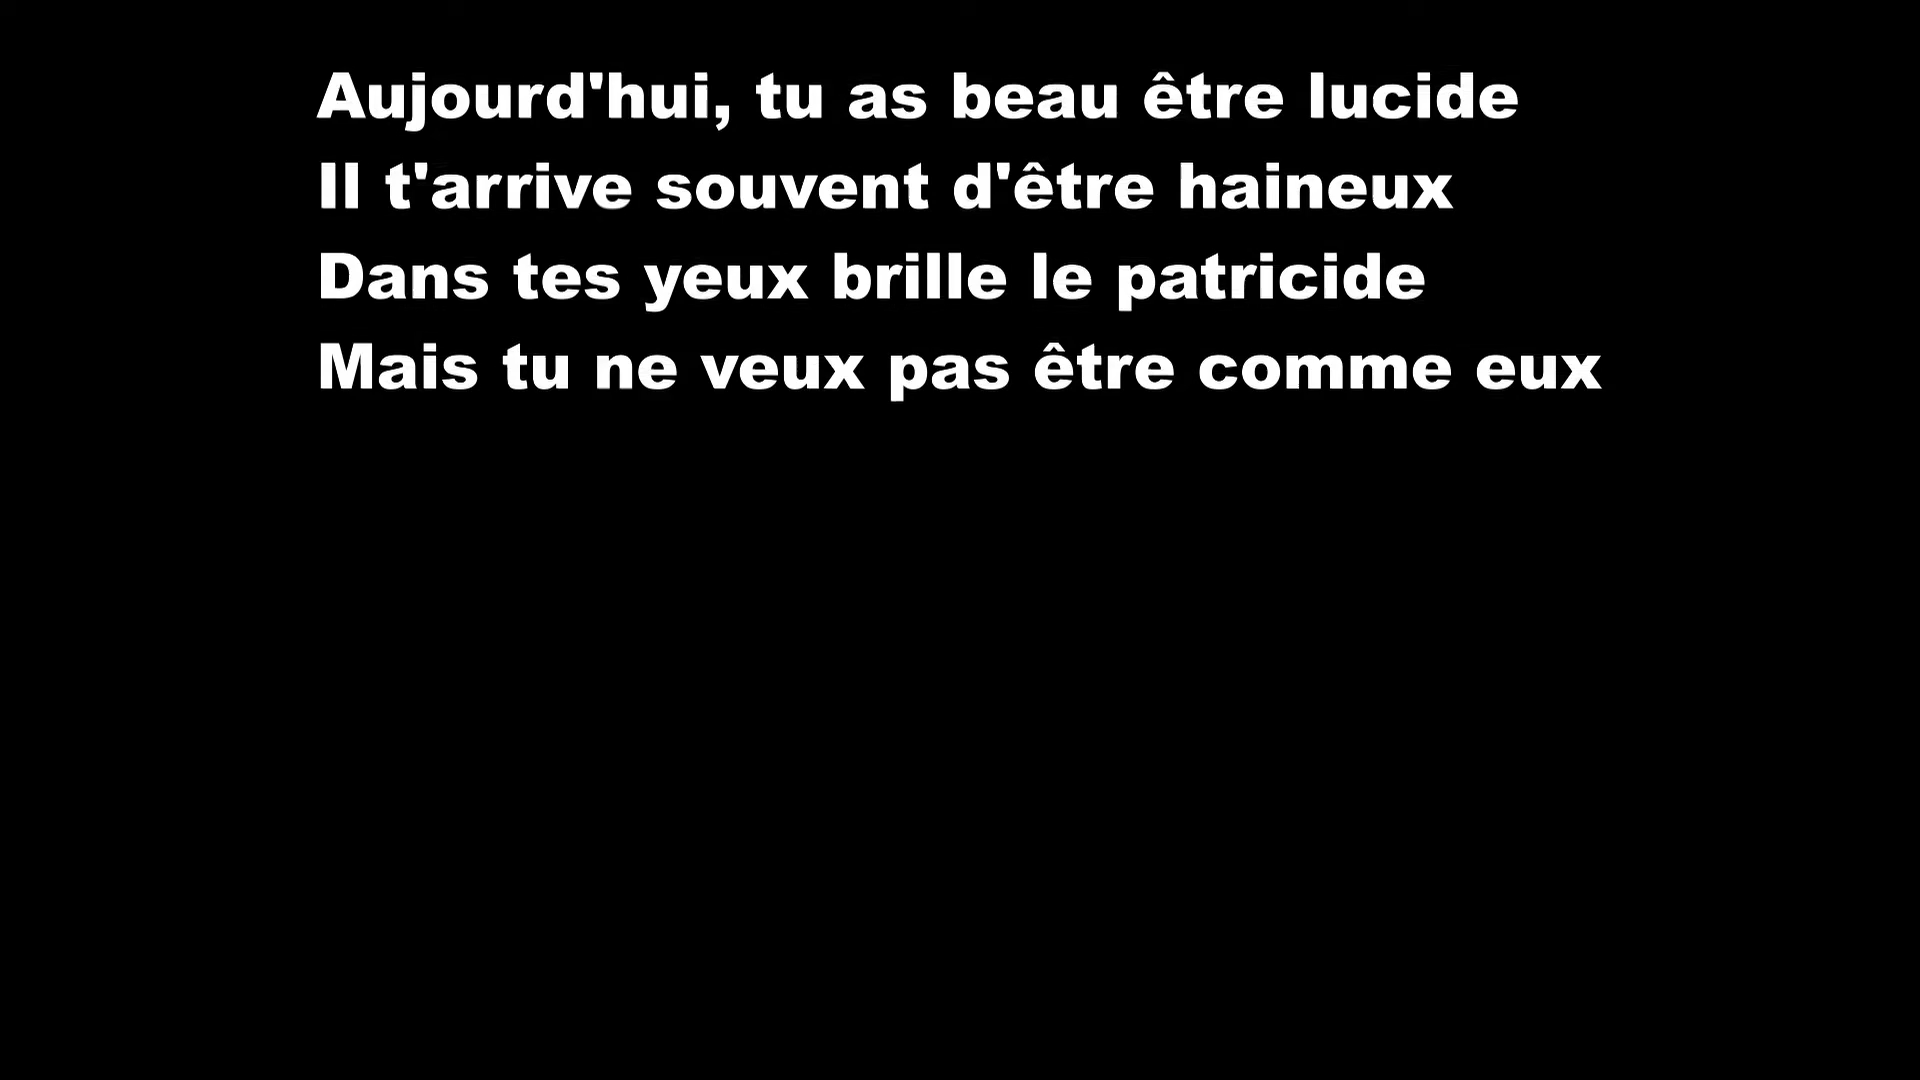 Aujourd'hui, tu as beau être lucide
Il t'arrive souvent d'être haineux
Dans tes yeux brille le patricide
Mais tu ne veux pas être comme eux